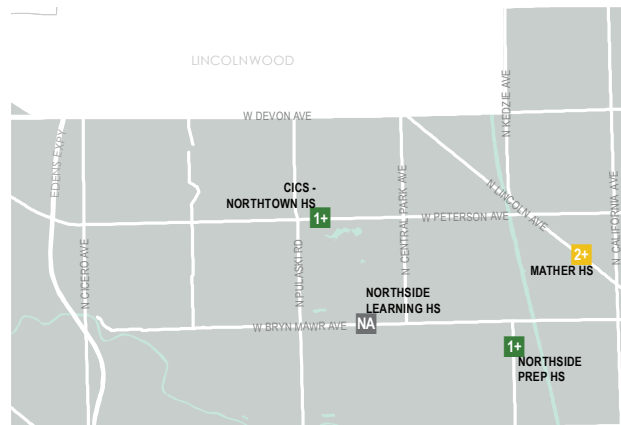 LINCOLNWOOD
N KEDZIE AVE
W DEVON AVE
EDENS EXPY
N CENTRAL PARK AVE
N LINCOLN AVE
N CALIFORNIA AVE
CICS -
NORTHTOWN HS
1+
W PETERSON AVE
N CICERO AVE
N PULASKI RD
2+
MATHER HS
NORTHSIDE
LEARNING HS
W BRYN MAWR AVE
NA
1+
NORTHSIDE
PREP HS